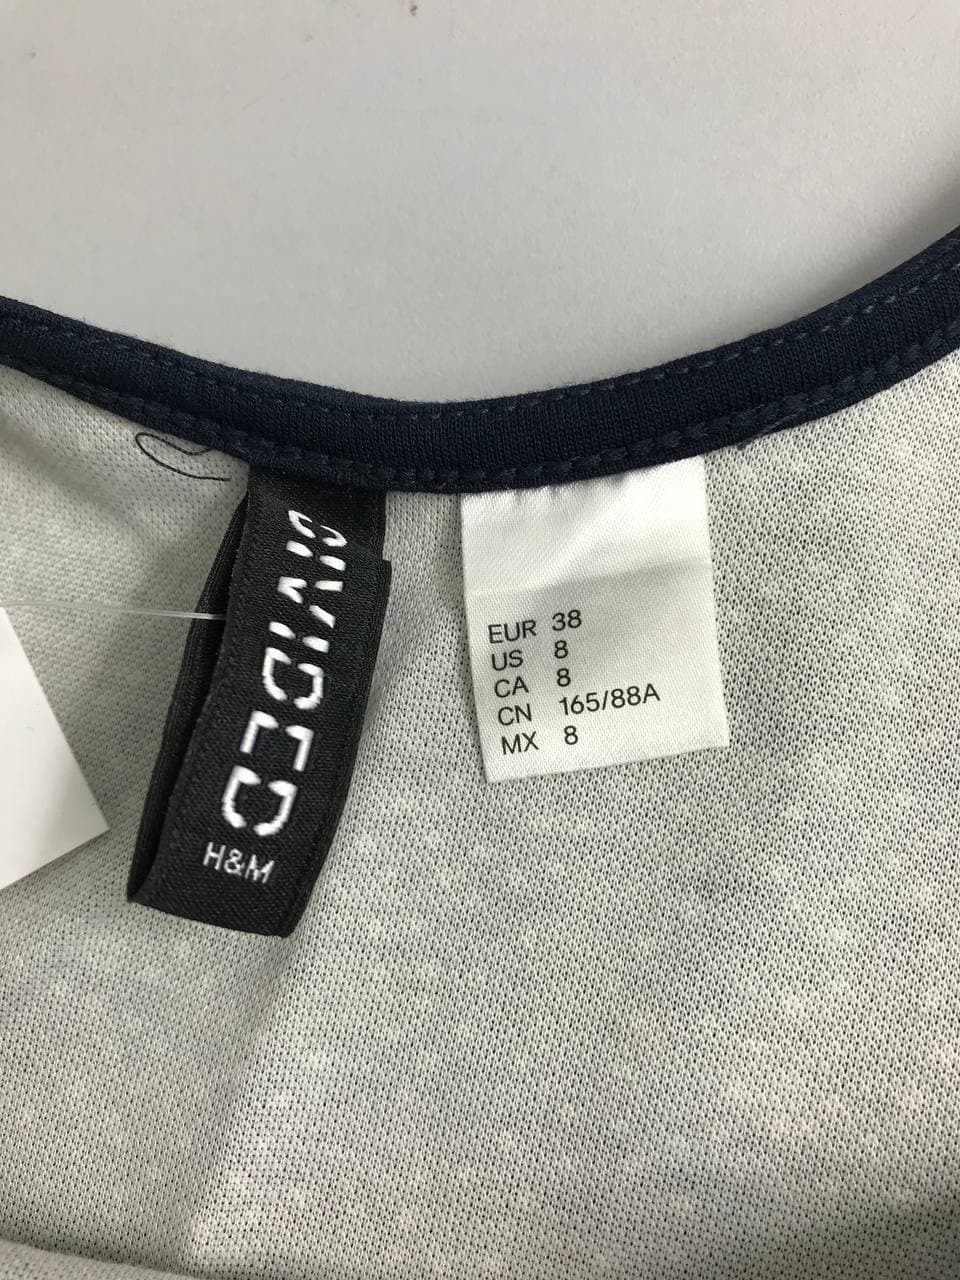 DIVIDED
H&M
EUR 38
US 8
CA 8
CN 165/88A
MX 8